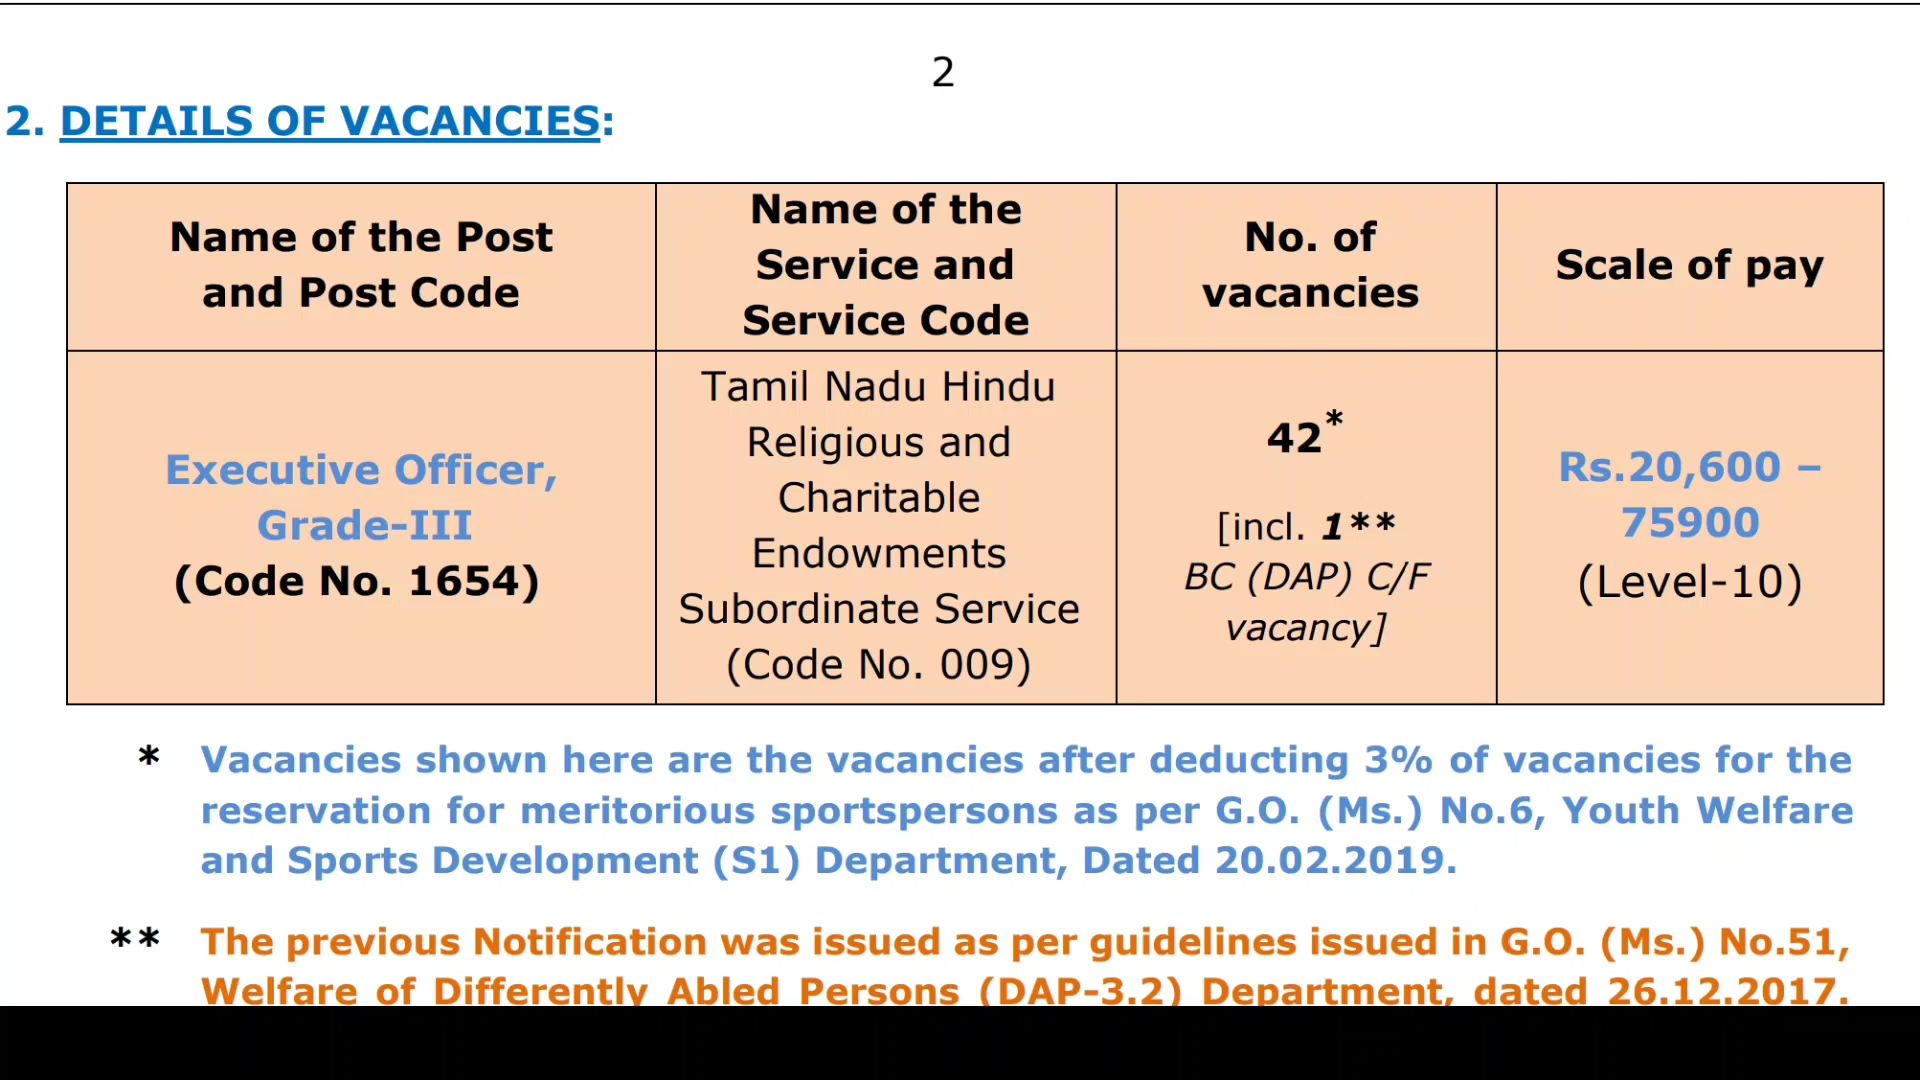 2
2. DETAILS OF VACANCIES:
Name of the Post
and Post Code
Name of the
Service and
Service Code
No. of
vacancies
Scale of pay
Executive Officer,
Grade-III
(Code No. 1654)
Tamil Nadu Hindu
Religious and
Charitable
Endowments
Subordinate Service
(Code No. 009)
42*
[incl. 1**
BC (DAP) C/F
vacancy]
Rs.20,600 –
75900
(Level-10)
* Vacancies shown here are the vacancies after deducting 3% of vacancies for the
reservation for meritorious sportspersons as per G.O. (Ms.) No.6, Youth Welfare
and Sports Development (S1) Department, Dated 20.02.2019.
** The previous Notification was issued as per guidelines issued in G.O. (Ms.) No.51,
Welfare of Differently Abled Persons (DAP-3.2) Department, dated 26.12.2017.